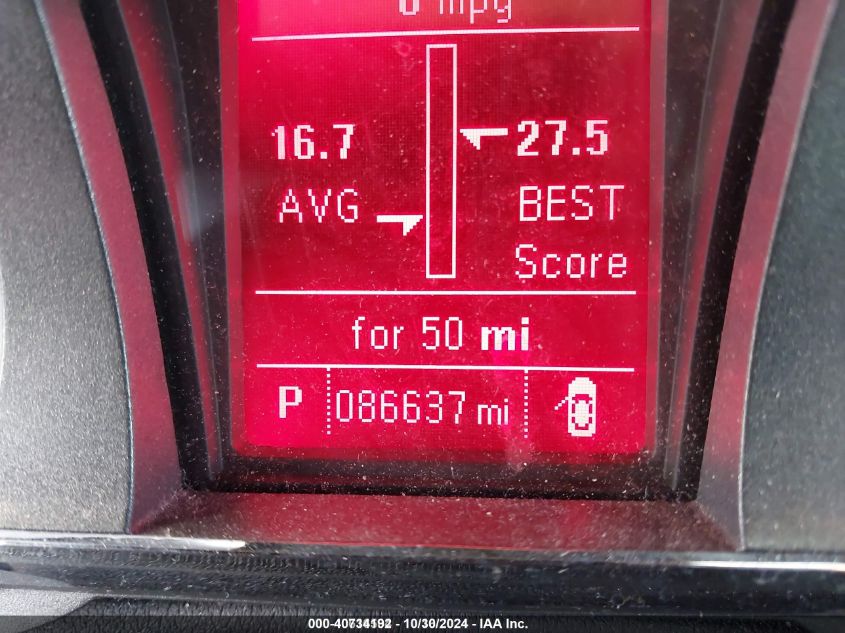 mpg
16.7
27.5
AVG
BEST
Score
for 50 mi
P 086637 mi
000-40734192 - 10/30/2024 - IAA Inc.